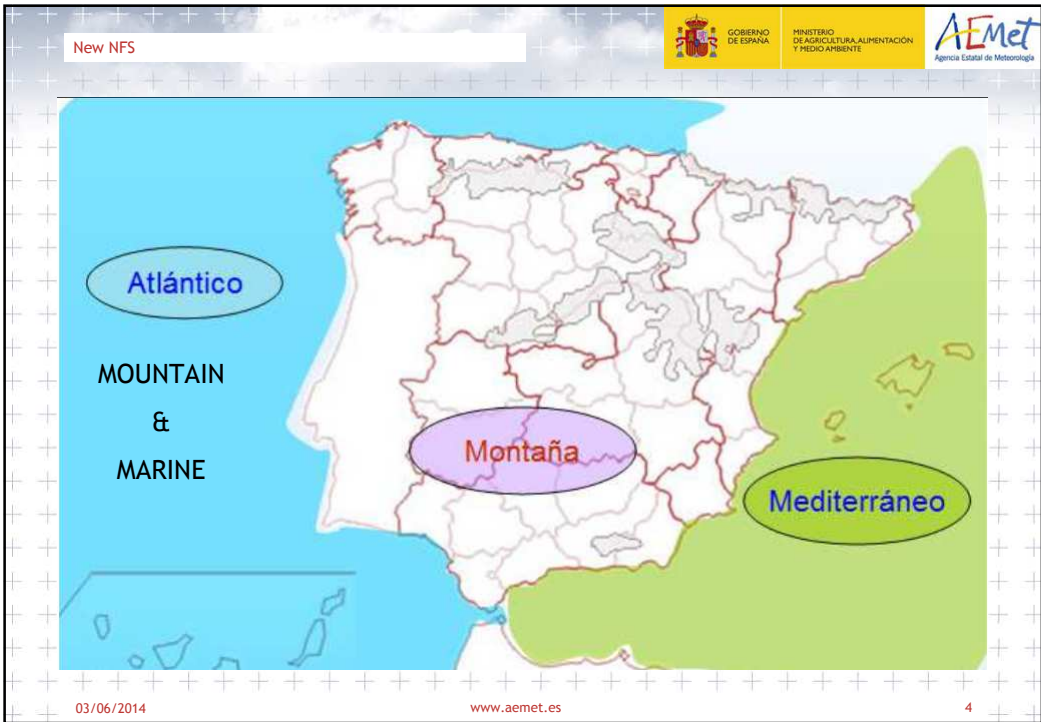 New NFS
GOBIERNO
DE ESPAÑA
MINISTERIO
DE AGRICULTURA, ALIMENTACIÓN
Y MEDIO AMBIENTE
AEMet
Agencia Estatal de Meteorología
Atlántico
MOUNTAIN
&
MARINE
Montaña
Mediterráneo
03/06/2014
www.aemet.es
4